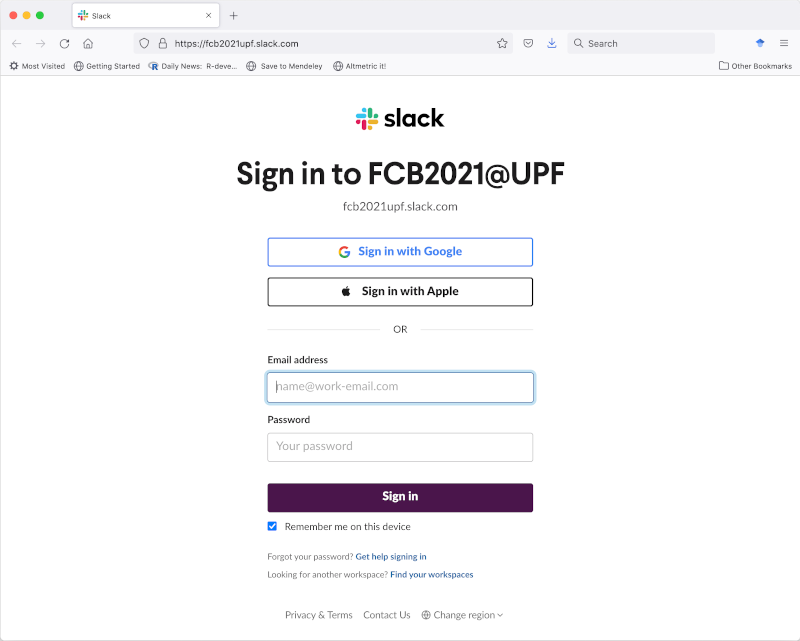 Slack
https://fcb2021upf.slack.com
Search
Most Visited
Getting Started
Daily News: R-deve...
Save to Mendeley
Altmetric it!
Other Bookmarks
slack
Sign in to FCB2021@UPF
fcb2021upf.slack.com
Sign in with Google
Sign in with Apple
OR
Email address
name@work-email.com
Password
Your password
Sign in
Remember me on this device
Forgot your password? Get help signing in
Looking for another workspace? Find your workspaces
Privacy & Terms Contact Us Change region